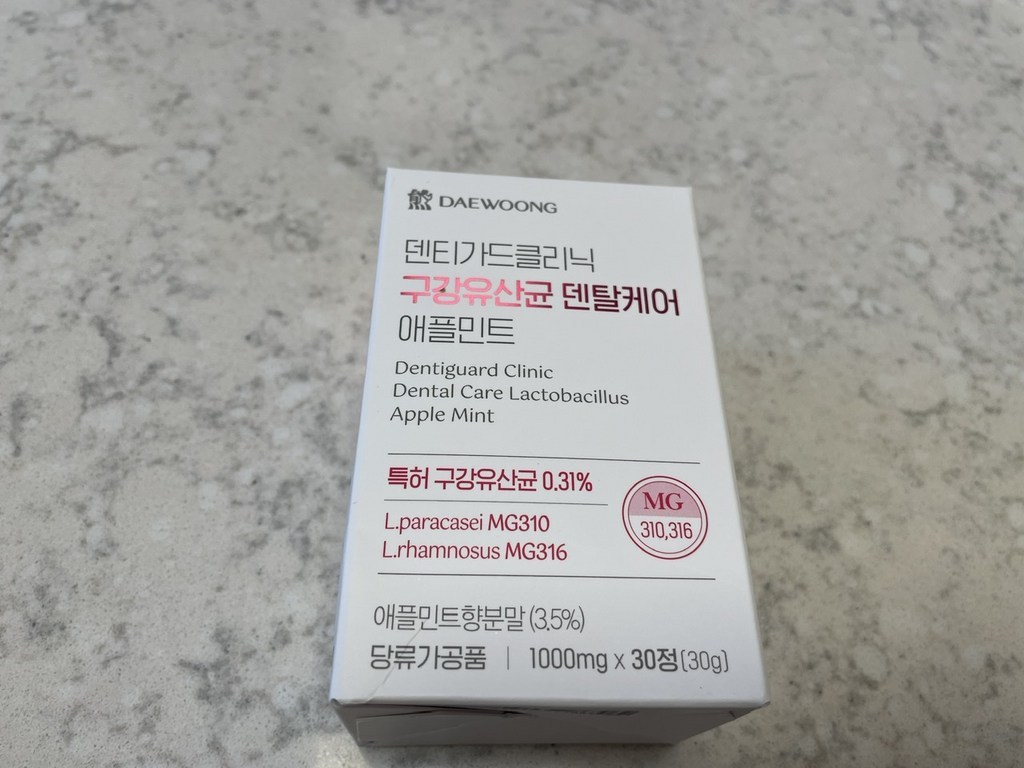 DAEWOONG
덴티가드클리닉
구강유산균 덴탈케어
애플민트
Dentiguard Clinic
Dental Care Lactobacillus
Apple Mint
특허 구강유산균 0.31%
L.paracasei MG310
L.rhamnosus MG316
MG
310,316
애플민트향분말 (3.5%)
당류가공품 | 1000mg x 30정 (30g)